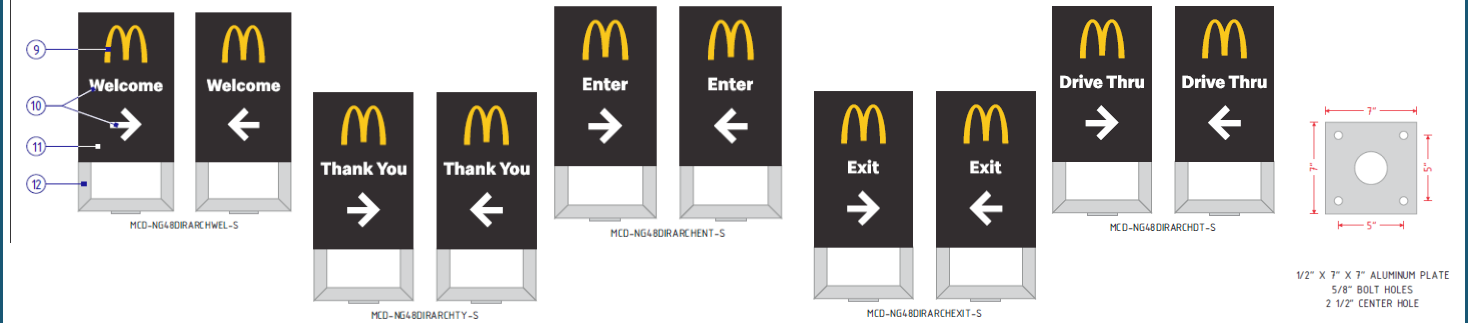 9
10
11
12
Welcome
Welcome
MCD-NG48DIRARCHWEL-S
Thank You
Thank You
MCD-NG48DIRARCHTY-S
Enter
Enter
MCD-NG48DIRARCHENT-S
Exit
Exit
MCD-NG48DIRARCHEXIT-S
Drive Thru
Drive Thru
MCD-NG48DIRARCHDT-S
7"
7"
5"
5"
1/2" X 7" X 7" ALUMINUM PLATE
5/8" BOLT HOLES
2 1/2" CENTER HOLE